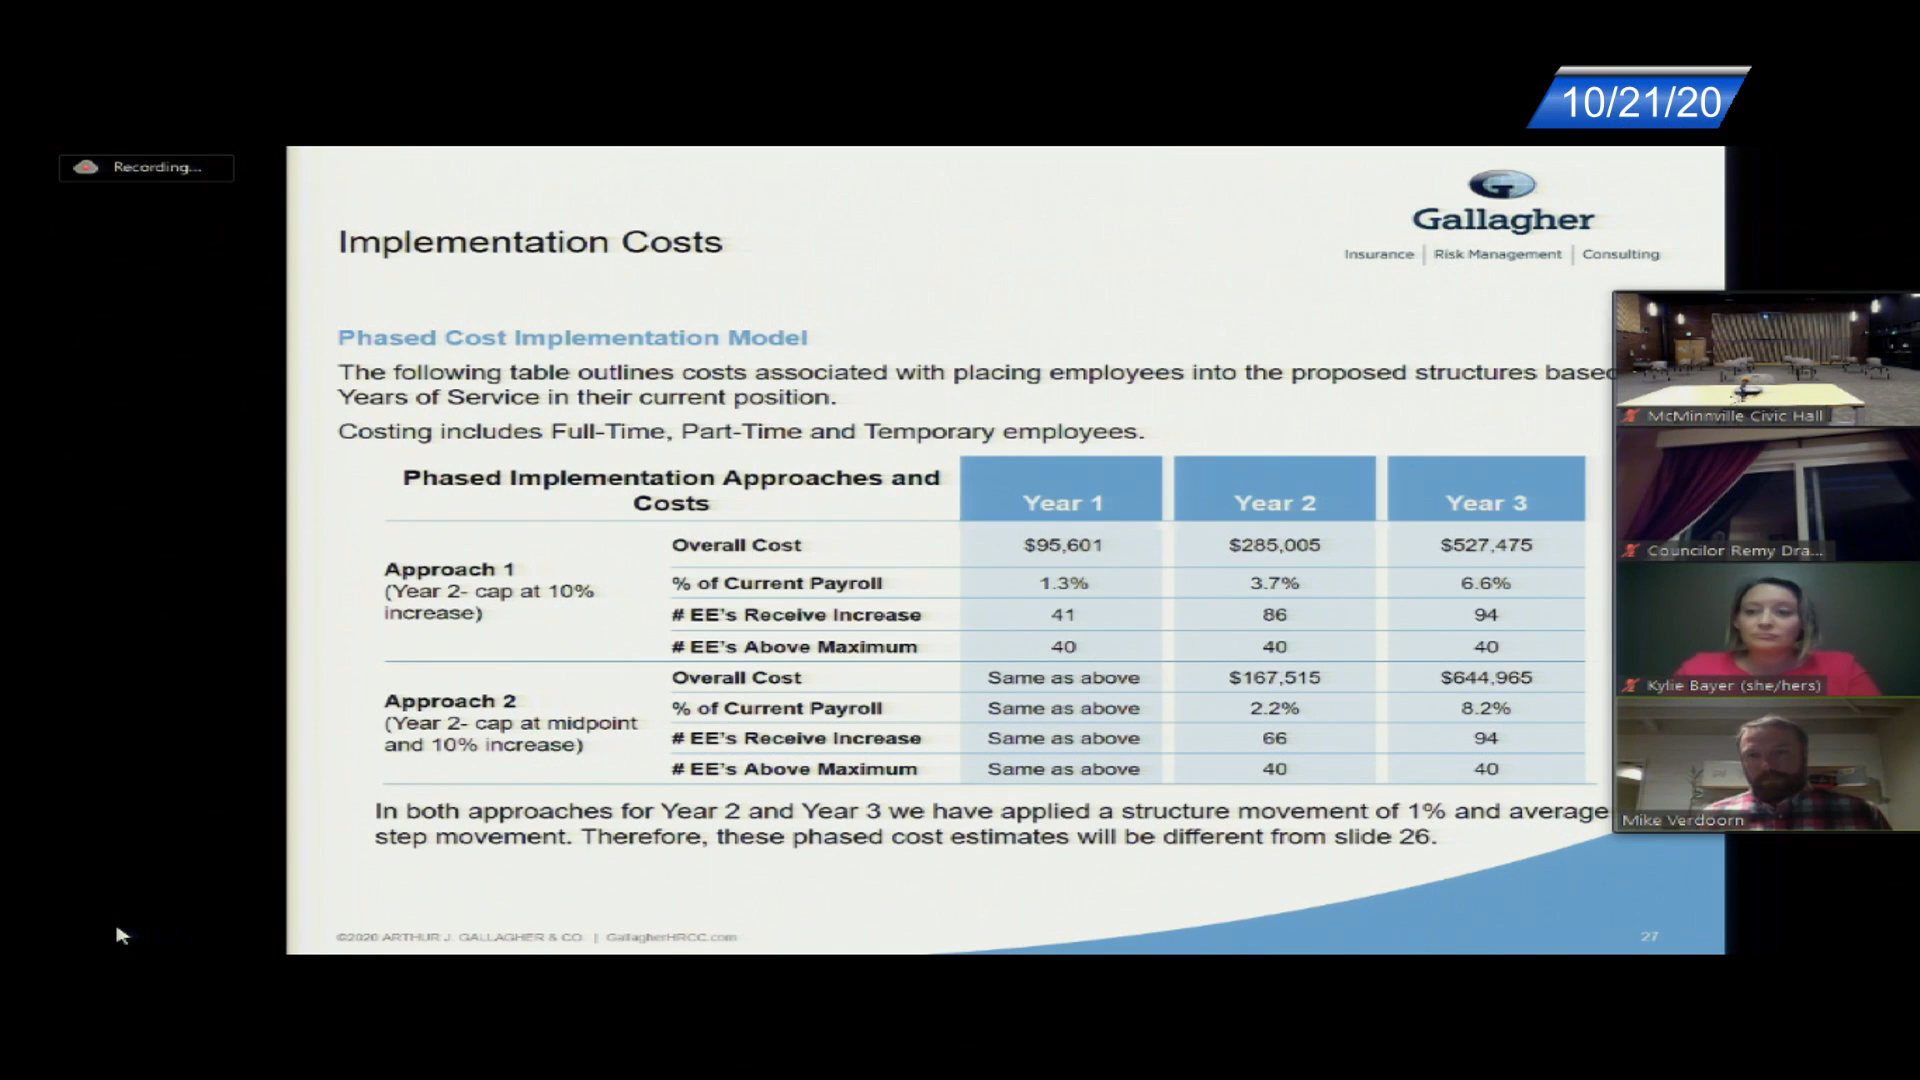 10/21/20
Recording...
Gallagher
Insurance | Risk Management | Consulting
Implementation Costs
Phased Cost Implementation Model
The following table outlines costs associated with placing employees into the proposed structures based
Years of Service in their current position.
Costing includes Full-Time, Part-Time and Temporary employees.
Phased Implementation Approaches and
Costs
Year 1 Year 2 Year 3
Approach 1
(Year 2- cap at 10%
increase)
Overall Cost $95,601 $285,005 $527,475
% of Current Payroll 1.3% 3.7% 6.6%
# EE's Receive Increase 41 86 94
# EE's Above Maximum 40 40 40
Approach 2
(Year 2- cap at midpoint
and 10% increase)
Overall Cost Same as above $167,515 $644,965
% of Current Payroll Same as above 2.2% 8.2%
# EE's Receive Increase Same as above 66 94
# EE's Above Maximum Same as above 40 40
In both approaches for Year 2 and Year 3 we have applied a structure movement of 1% and average
step movement. Therefore, these phased cost estimates will be different from slide 26.
©2020 ARTHUR J. GALLAGHER & CO. | GallagherHRCC.com
27
McMinnville Civic Hall
Councilor Remy Dra...
Kylie Bayer (she/hers)
Mike Verdoorn